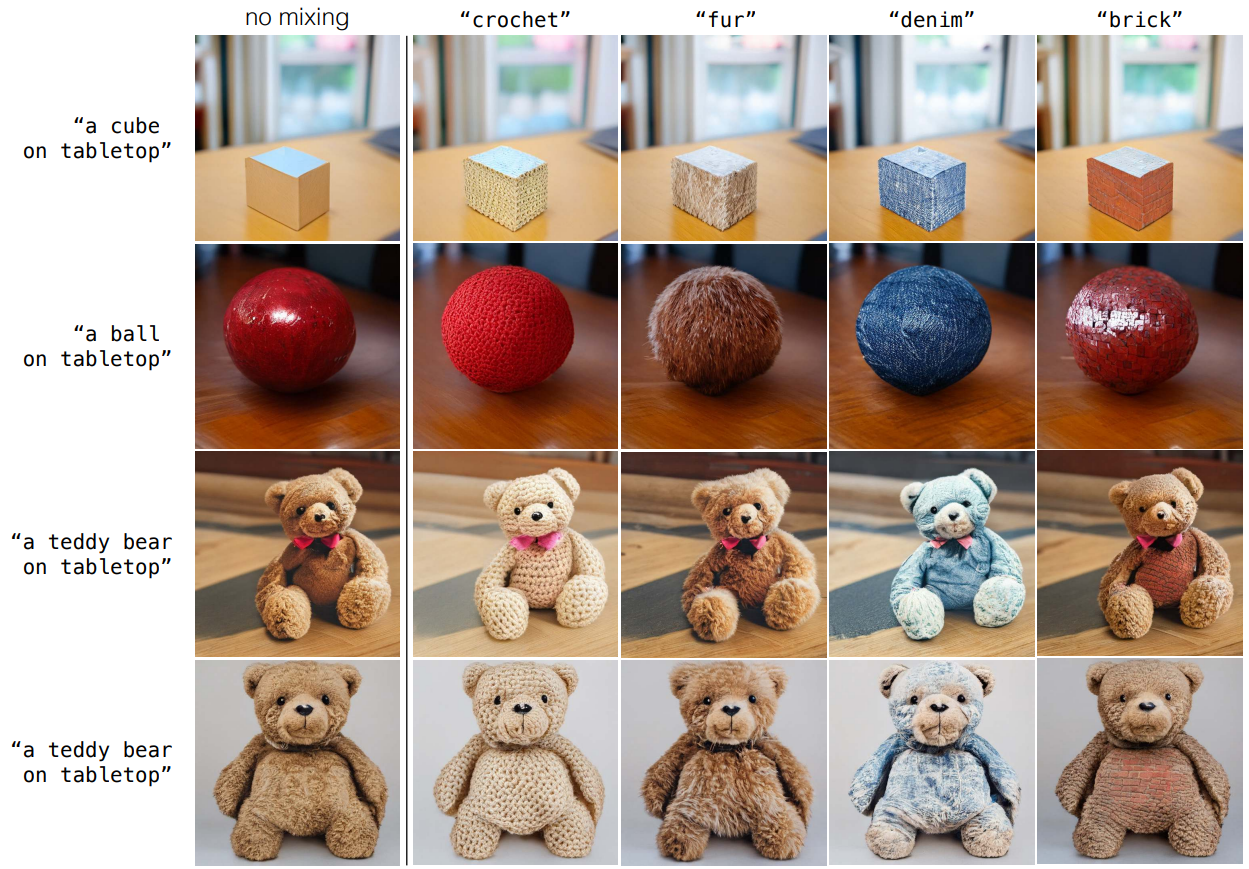 no mixing
“crochet”
“fur”
“denim”
“brick”
“a cube
on tabletop”
“a ball
on tabletop”
“a teddy bear
on tabletop”
“a teddy bear
on tabletop”